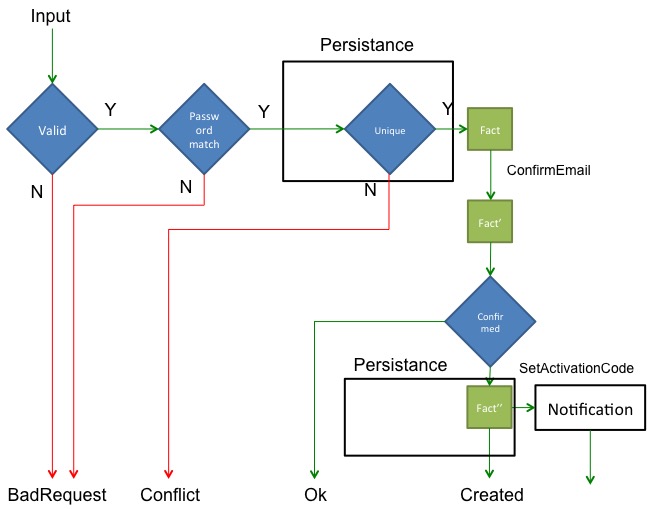 Input
Persistance
Valid
Y
Passw
ord
match
Y
Unique
Y
Fact
N
N
N
ConfirmEmail
Fact'
Confir
med
Persistance
SetActivationCode
Fact''
Notification
BadRequest
Conflict
Ok
Created